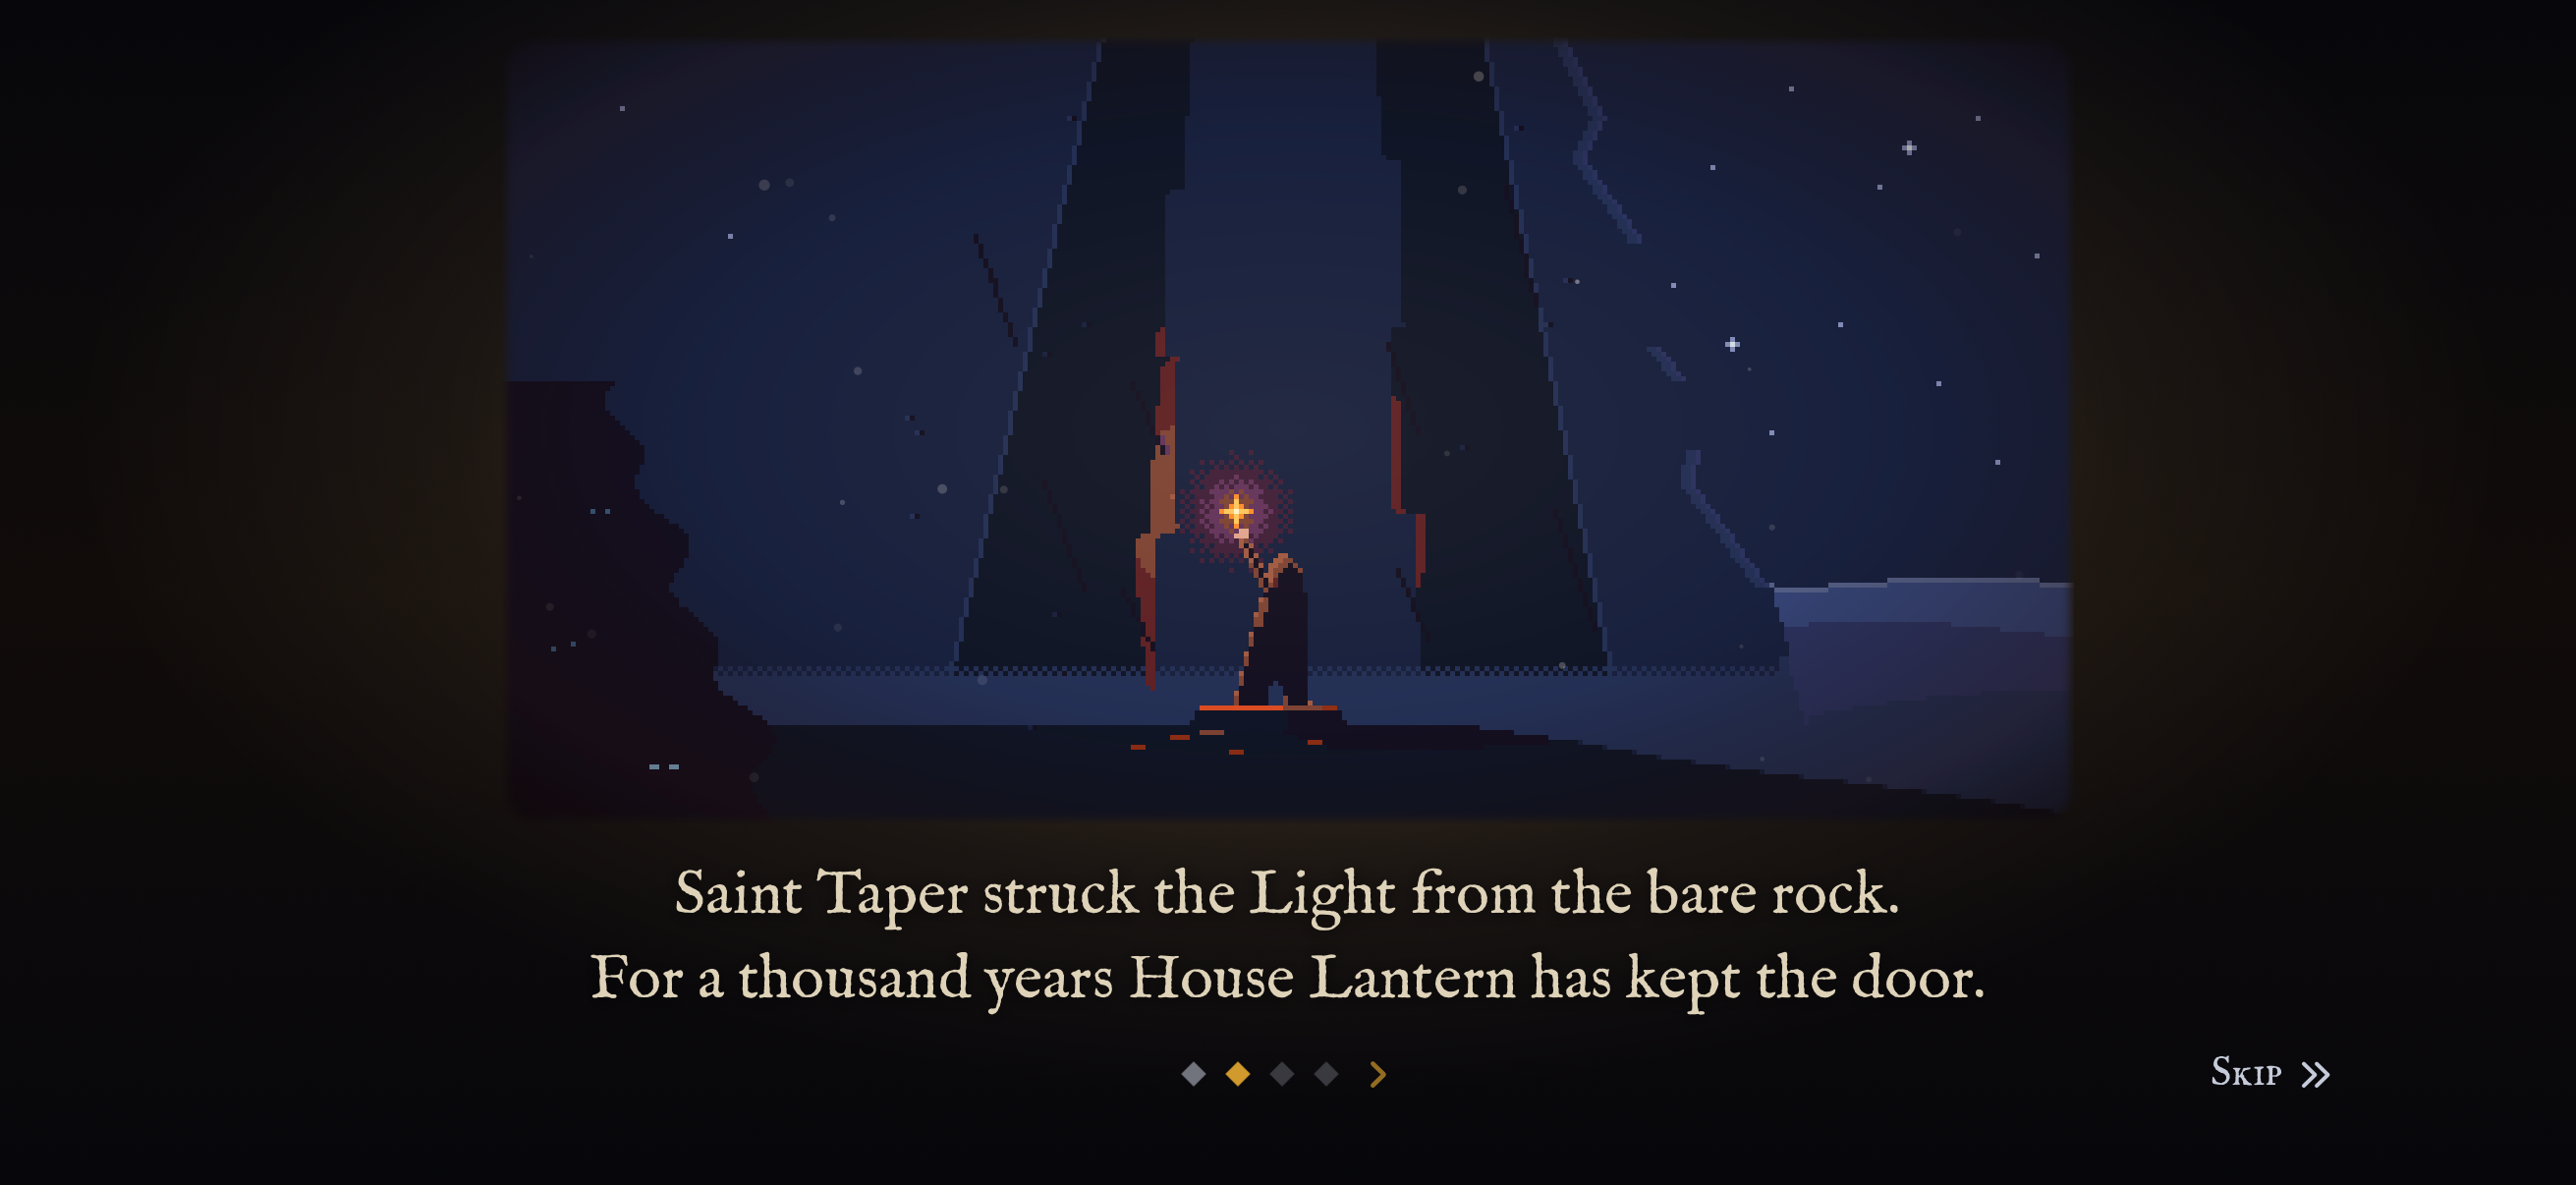 Saint Taper struck the Light from the bare rock.
For a thousand years House Lantern has kept the door.
Skip